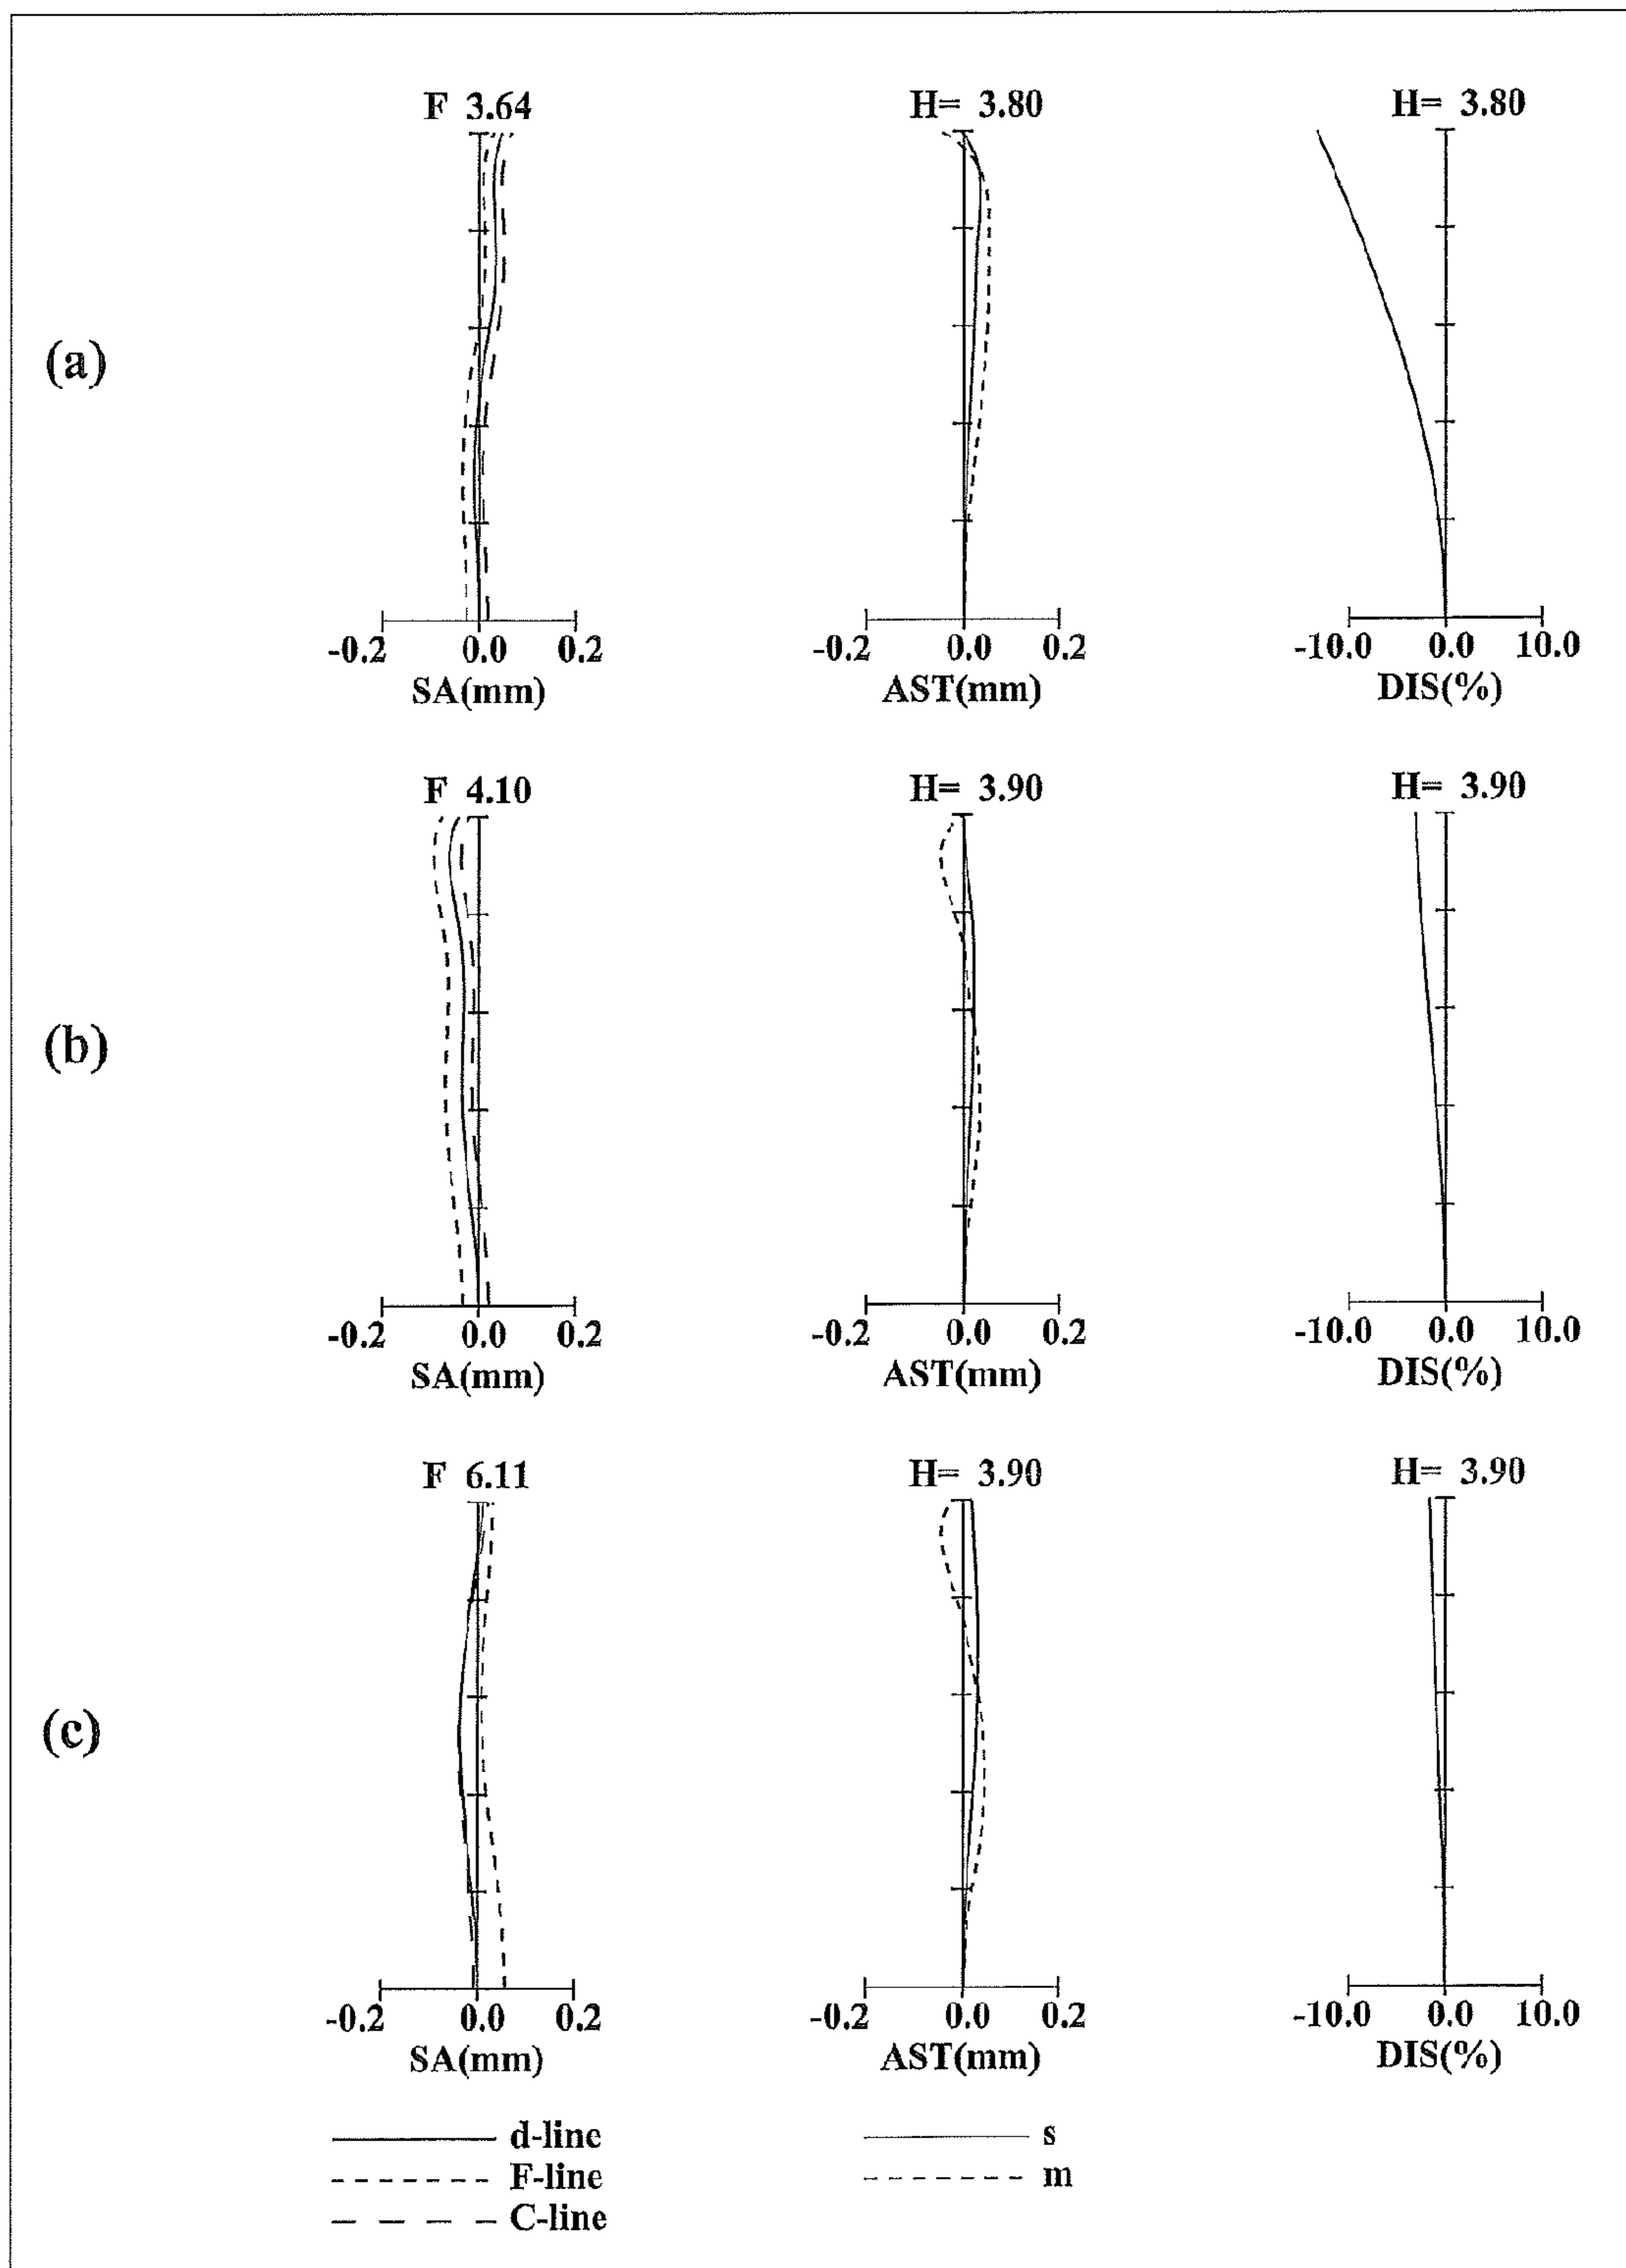 F 3.64 H= 3.80 H= 3.80
(a)
-0.2 0.0 0.2 -0.2 0.0 0.2 -10.0 0.0 10.0
SA(mm) AST(mm) DIS(%)
F 4.10 H= 3.90 H= 3.90
(b)
-0.2 0.0 0.2 -0.2 0.0 0.2 -10.0 0.0 10.0
SA(mm) AST(mm) DIS(%)
F 6.11 H= 3.90 H= 3.90
(c)
-0.2 0.0 0.2 -0.2 0.0 0.2 -10.0 0.0 10.0
SA(mm) AST(mm) DIS(%)
d-line s
F-line m
C-line